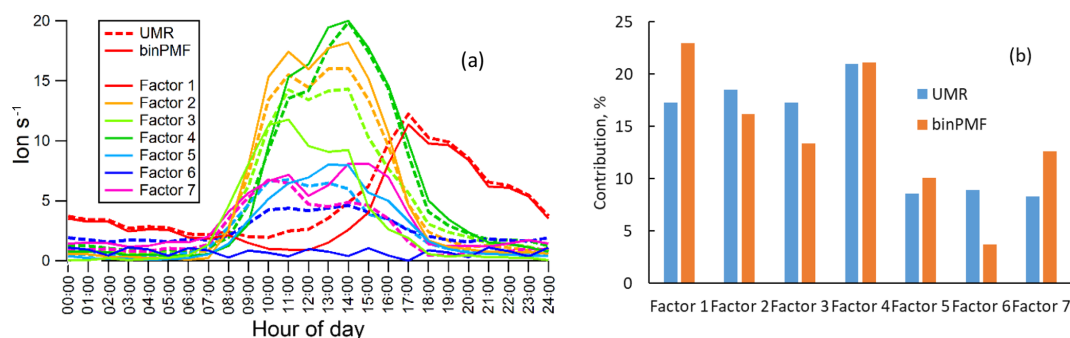 20
15
10
5
0
Ion s⁻¹
UMR
binPMF
Factor 1
Factor 2
Factor 3
Factor 4
Factor 5
Factor 6
Factor 7
(a)
00:00
01:00
02:00
03:00
04:00
05:00
06:00
07:00
08:00
09:00
10:00
11:00
12:00
13:00
14:00
15:00
16:00
17:00
18:00
19:00
20:00
21:00
22:00
23:00
24:00
Hour of day
25
20
15
10
5
0
Contribution, %
(b)
UMR
binPMF
Factor 1 Factor 2 Factor 3 Factor 4 Factor 5 Factor 6 Factor 7